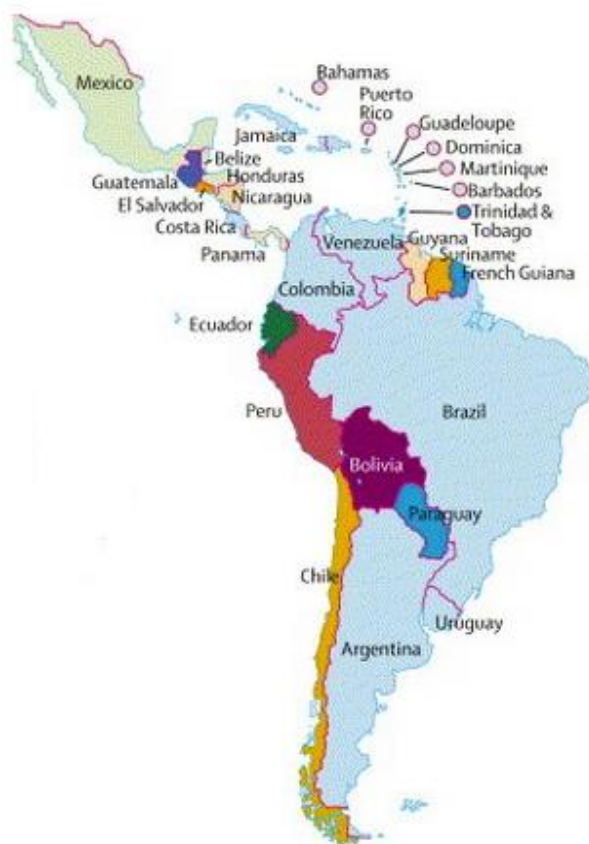 Mexico
Bahamas
Puerto
Rico
Guadeloupe
Dominica
Martinique
Barbados
Trinidad &
Tobago
Jamaica
Belize
Honduras
Guatemala
El Salvador
Nicaragua
Costa Rica
Panama
Venezuela
Guyana
Suriname
French Guiana
Colombia
Ecuador
Peru
Brazil
Bolivia
Paraguay
Chile
Uruguay
Argentina